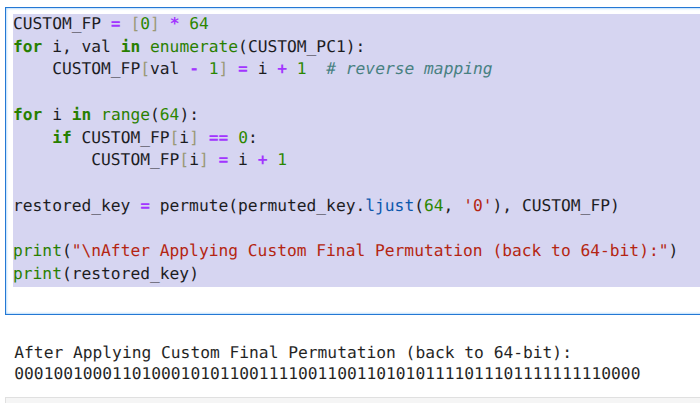 CUSTOM_FP = [0] * 64
for i, val in enumerate(CUSTOM_PC1):
    CUSTOM_FP[val - 1] = i + 1  # reverse mapping

for i in range(64):
    if CUSTOM_FP[i] == 0:
        CUSTOM_FP[i] = i + 1

restored_key = permute(permuted_key.ljust(64, '0'), CUSTOM_FP)

print("\nAfter Applying Custom Final Permutation (back to 64-bit):")
print(restored_key)

After Applying Custom Final Permutation (back to 64-bit):
0001001000110100010101100111100110011010101111011101111111110000